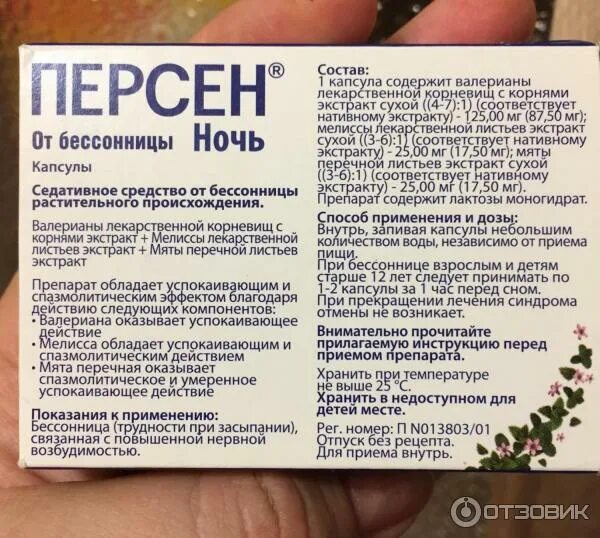 ПЕРСЕН®
От бессонницы Ночь
Капсулы
Седативное средство от бессонницы
растительного происхождения.
Валерианы лекарственной корневищ с
корнями экстракт + Мелиссы лекарственной
листьев экстракт + Мяты перечной листьев
экстракт
Препарат обладает успокаивающим и
спазмолитическим эффектом благодаря
действию следующих компонентов:
• Валериана оказывает успокаивающее
действие
• Мелисса обладает успокаивающим и
спазмолитическим действием
• Мята перечная оказывает
спазмолитическое и умеренное
успокаивающее действие
Показания к применению:
Бессонница (трудности при засыпании),
связанная с повышенной нервной
возбудимостью.
Состав:
1 капсула содержит валерианы
лекарственной корневищ с корнями
экстракт сухой ((4-7):1) (соответствует
нативному экстракту) - 125,00 мг (87,50 мг);
мелиссы лекарственной листьев экстракт
сухой ((3-6):1) (соответствует нативному
экстракту) - 25,00 мг (17,50 мг); мяты
перечной листьев экстракт сухой
((3-6):1) (соответствует нативному
экстракту) - 25,00 мг (17,50 мг).
Препарат содержит лактозы моногидрат.
Способ применения и дозы:
Внутрь, запивая капсулы небольшим
количеством воды, независимо от приема
пищи.
При бессоннице взрослым и детям
старше 12 лет следует принимать по
1-2 капсулы за 1 час перед сном.
При прекращении лечения синдрома
отмены не возникает.
Внимательно прочитайте
прилагаемую инструкцию перед
приемом препарата.
Хранить при температуре
не выше 25 °С.
Хранить в недоступном для
детей месте.
Рег. номер: П N013803/01
Отпуск без рецепта.
Для приема внутрь.
ОТЗОВИК